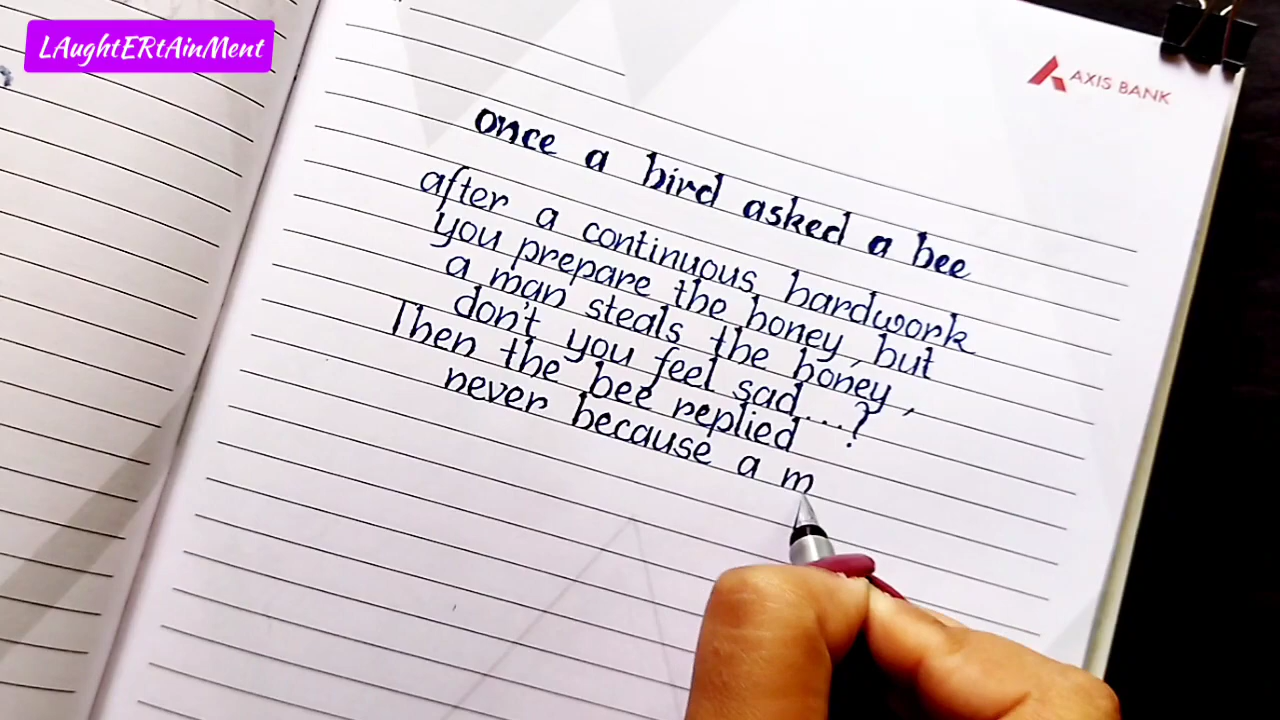 LAughtERtAinMent
AXIS BANK
once a bird asked a bee
after a continuous hardwork
you prepare the honey, but
a man steals the honey,
don't you feel sad....?
Then the bee replied
never because a m